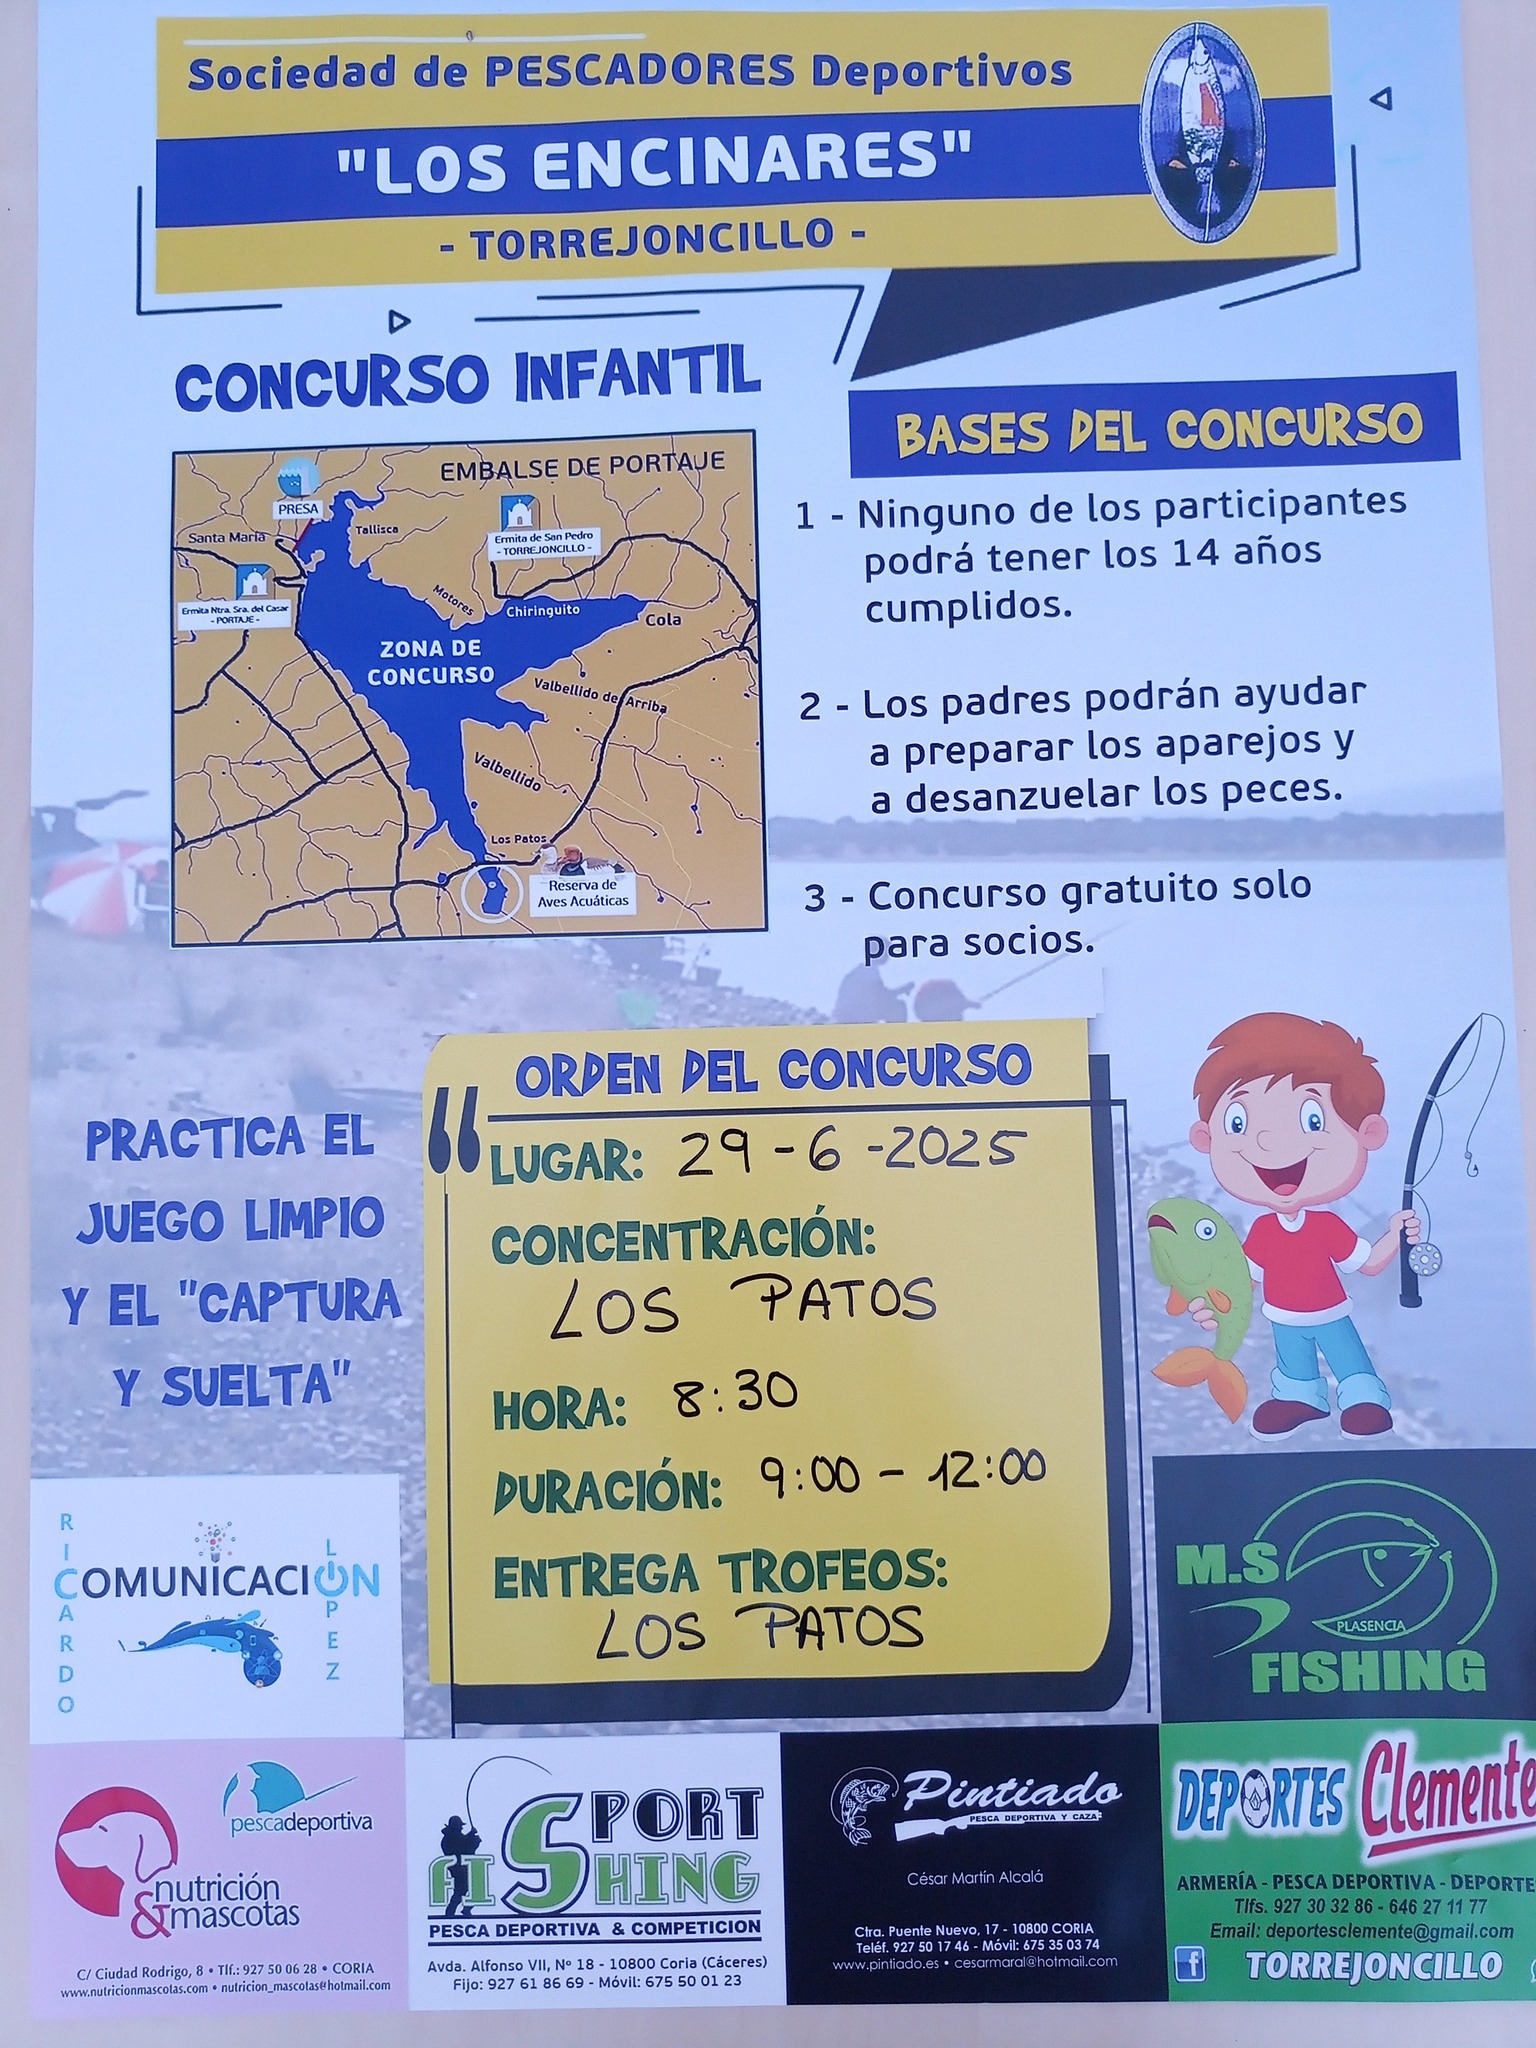 Sociedad de PESCADORES Deportivos
"LOS ENCINARES"
- TORREJONCILLO -
CONCURSO INFANTIL
EMBALSE DE PORTAJE
PRESA
Tallisca
Santa María
Ermita de San Pedro
- TORREJONCILLO -
Ermita Ntra. Sra. del Casar
- PORTAJE -
Motores
Chiringuito
Cola
ZONA DE
CONCURSO
Valbellido de Arriba
Valbellido
Los Patos
Reserva de
Aves Acuáticas
BASES DEL CONCURSO
1 - Ninguno de los participantes
podrá tener los 14 años
cumplidos.
2 - Los padres podrán ayudar
a preparar los aparejos y
a desanzuelar los peces.
3 - Concurso gratuito solo
para socios.
PRACTICA EL
JUEGO LIMPIO
Y EL "CAPTURA
Y SUELTA"
ORDEN DEL CONCURSO
LUGAR: 29-6-2025
CONCENTRACIÓN:
LOS PATOS
HORA: 8:30
DURACIÓN: 9:00 - 12:00
ENTREGA TROFEOS:
LOS PATOS
RICARDO
COMUNICACIÓN
LOPEZ
M.S
PLASENCIA
FISHING
pescadeportiva
nutrición
&mascotas
C/ Ciudad Rodrigo, 8 • Tlf.: 927 50 06 28 • CORIA
www.nutricionmascotas.com • nutricion_mascotas@hotmail.com
SPORT
FISHING
PESCA DEPORTIVA & COMPETICION
Avda. Alfonso VII, Nº 18 - 10800 Coria (Cáceres)
Fijo: 927 61 86 69 - Móvil: 675 50 01 23
Pintiado
PESCA DEPORTIVA Y CAZA
César Martín Alcalá
Ctra. Puente Nuevo, 17 - 10800 CORIA
Teléf. 927 50 17 46 - Móvil: 675 35 03 74
www.pintiado.es • cesarmaral@hotmail.com
DEPORTES Clemente
ARMERÍA - PESCA DEPORTIVA - DEPORTE
Tlfs. 927 30 32 86 - 646 27 11 77
Email: deportesclemente@gmail.com
f TORREJONCILLO